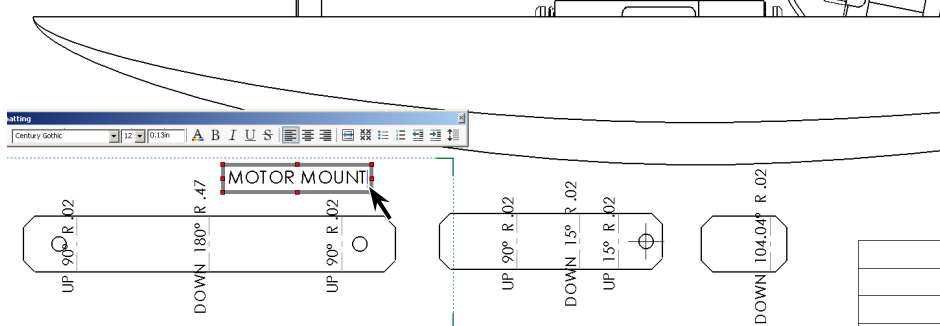 atting
Century Gothic 12 0.13in A B I U S
MOTOR MOUNT
UP 90° R .02
DOWN 180° R .47
UP 90° R .02
UP 90° R .02
DOWN 15° R .02
UP 15° R .02
DOWN 104.04° R .02